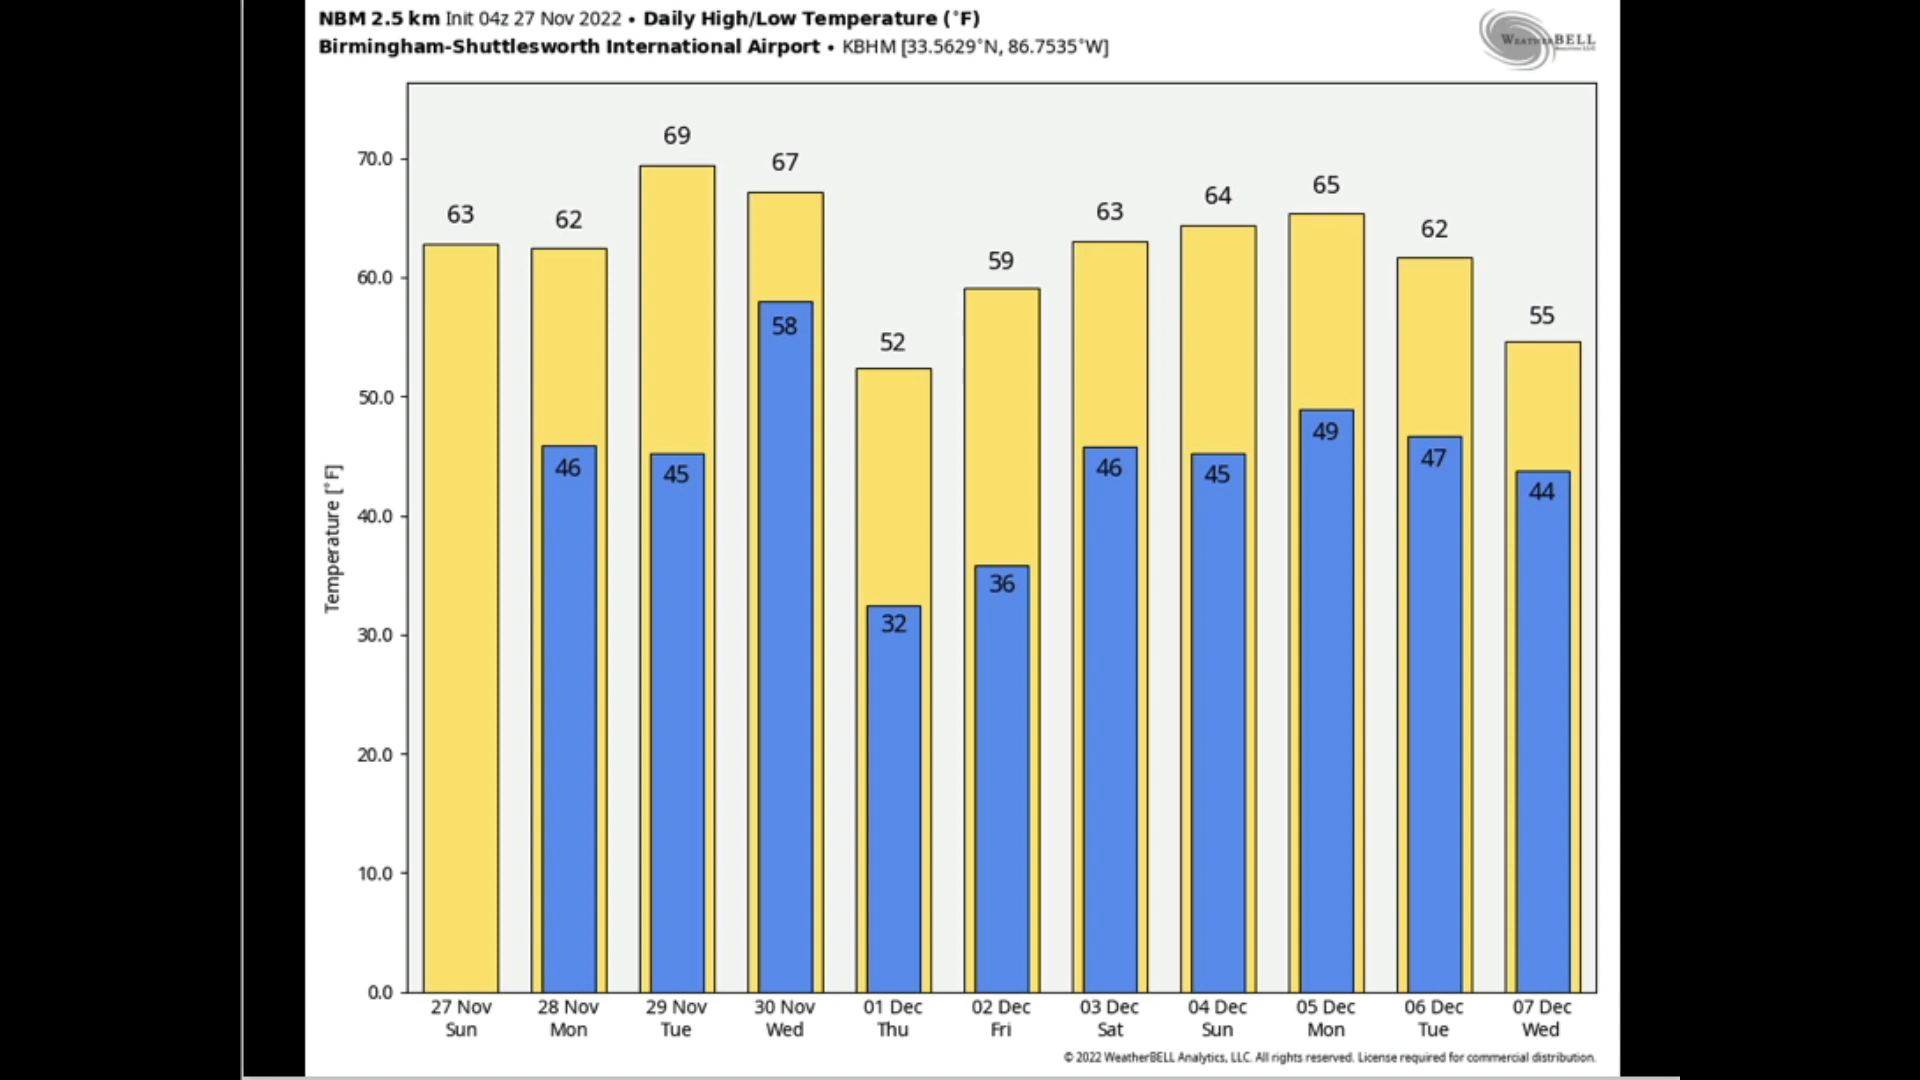 NBM 2.5 km Init 04z 27 Nov 2022 • Daily High/Low Temperature (°F)
Birmingham-Shuttlesworth International Airport • KBHM [33.5629°N, 86.7535°W]
WEATHERBELL
Temperature [°F]
70.0
60.0
50.0
40.0
30.0
20.0
10.0
0.0
63 62 69 67 52 59 63 64 65 62 55
46 45 58 32 36 46 45 49 47 44
27 Nov 28 Nov 29 Nov 30 Nov 01 Dec 02 Dec 03 Dec 04 Dec 05 Dec 06 Dec 07 Dec
Sun Mon Tue Wed Thu Fri Sat Sun Mon Tue Wed
© 2022 WeatherBELL Analytics, LLC. All rights reserved. License required for commercial distribution.